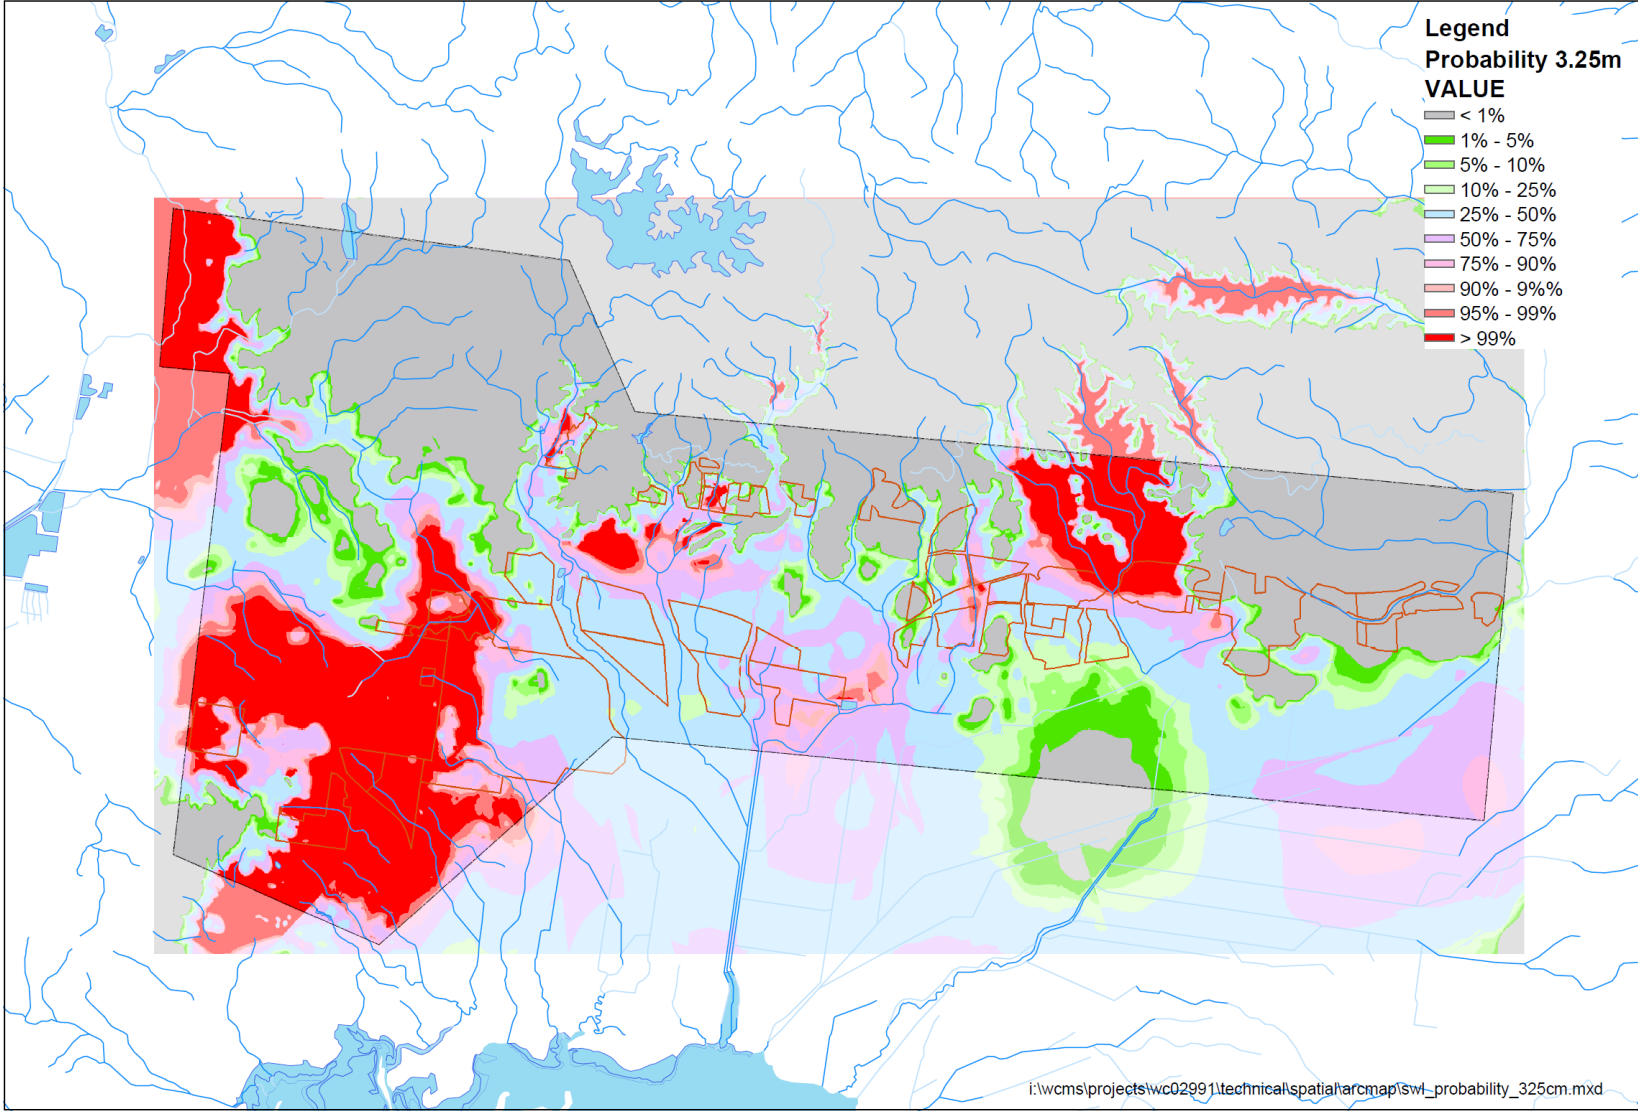 Legend
Probability 3.25m
VALUE
< 1%
1% - 5%
5% - 10%
10% - 25%
25% - 50%
50% - 75%
75% - 90%
90% - 9%%
95% - 99%
> 99%
i:\wcms\projects\wc02991\technical\spatial\arcmap\swl_probability_325cm.mxd